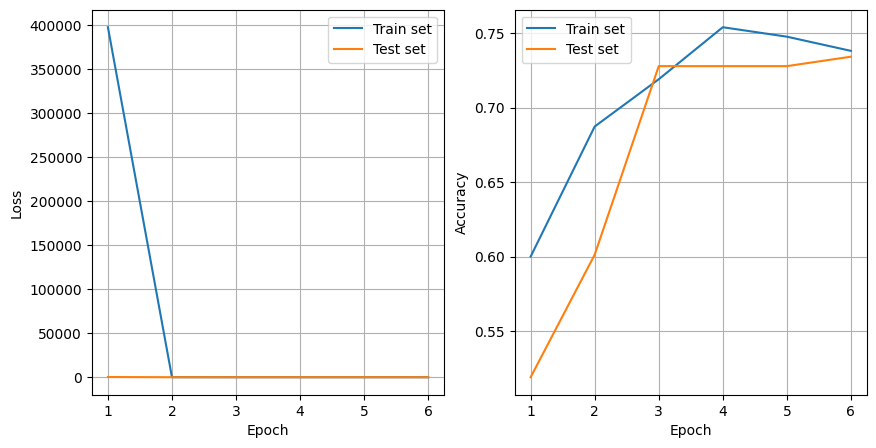 400000
350000
300000
250000
200000
150000
100000
50000
0
Loss
1 2 3 4 5 6
Epoch
Train set
Test set
0.75
0.70
0.65
0.60
0.55
Accuracy
1 2 3 4 5 6
Epoch
Train set
Test set